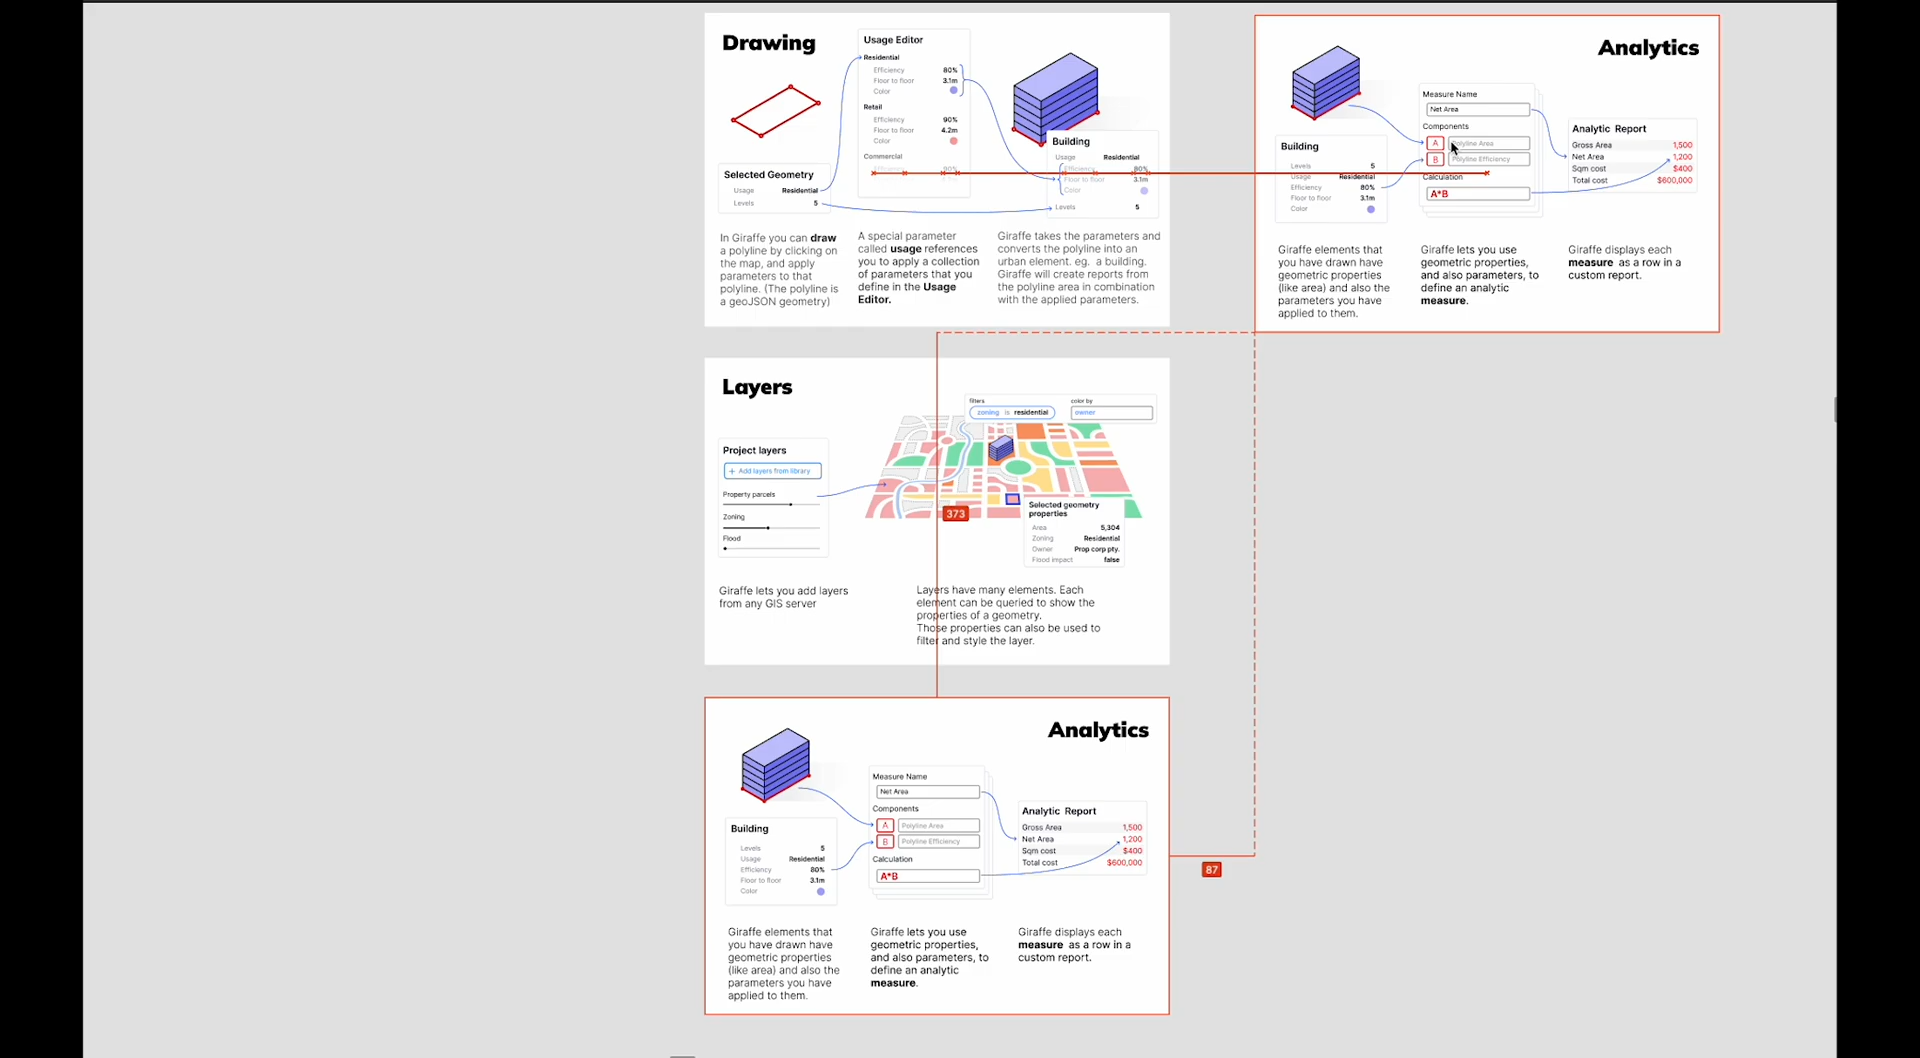 Drawing
Usage Editor
Residential
Efficiency 80%
Floor to floor 3.1m
Color
Retail
Efficiency 90%
Floor to floor 4.2m
Color
Commercial
Selected Geometry
Usage Residential
Levels 5
Building
Usage Residential
Efficiency 80%
Floor to floor 3.1m
Color
Levels 5
In Giraffe you can draw
a polyline by clicking on
the map, and apply
parameters to that
polyline. (The polyline is
a geoJSON geometry)
A special parameter
called usage references
you to apply a collection
of parameters that you
define in the Usage
Editor.
Giraffe takes the parameters and
converts the polyline into an
urban element. eg. a building.
Giraffe will create reports from
the polyline area in combination
with the applied parameters.
Analytics
Building
Levels 5
Usage Residential
Efficiency 80%
Floor to floor 3.1m
Color
Measure Name
Net Area
Components
A Polyline Area
B Polyline Efficiency
Calculation
A*B
Analytic Report
Gross Area 1,500
Net Area 1,200
Sqm cost $400
Total cost $600,000
Giraffe elements that
you have drawn have
geometric properties
(like area) and also the
parameters you have
applied to them.
Giraffe lets you use
geometric properties,
and also parameters, to
define an analytic
measure.
Giraffe displays each
measure as a row in a
custom report.
Layers
Project layers
+ Add layers from library
Property parcels
Zoning
Flood
filters
zoning is residential
color by
owner
373
Selected geometry
properties
Area 5,304
Zoning Residential
Owner Prop corp pty.
Flood impact false
Giraffe lets you add layers
from any GIS server
Layers have many elements. Each
element can be queried to show the
properties of a geometry.
Those properties can also be used to
filter and style the layer.
Analytics
Building
Levels 5
Usage Residential
Efficiency 80%
Floor to floor 3.1m
Color
Measure Name
Net Area
Components
A Polyline Area
B Polyline Efficiency
Calculation
A*B
Analytic Report
Gross Area 1,500
Net Area 1,200
Sqm cost $400
Total cost $600,000
87
Giraffe elements that
you have drawn have
geometric properties
(like area) and also the
parameters you have
applied to them.
Giraffe lets you use
geometric properties,
and also parameters, to
define an analytic
measure.
Giraffe displays each
measure as a row in a
custom report.